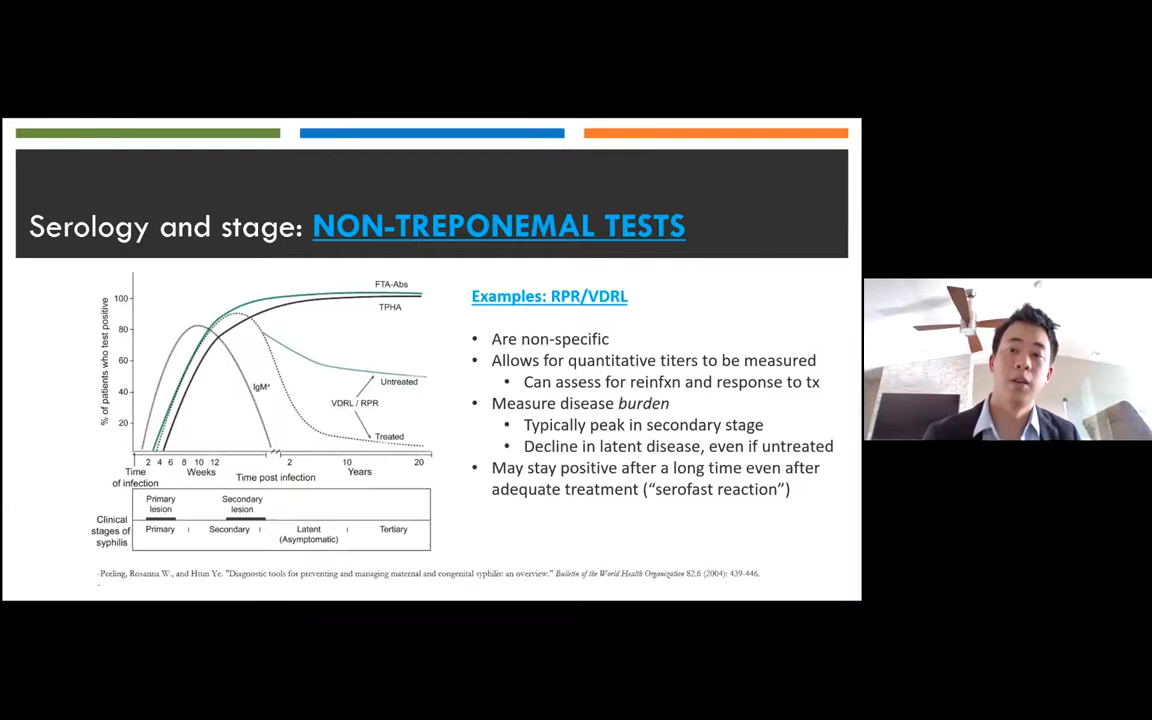 Serology and stage: NON-TREPONEMAL TESTS
% of patients who test positive
100
80
60
40
20
FTA-Abs
TPHA
IgMᵃ
Untreated
VDRL / RPR
Treated
2 4 6 8 10 12
2 10 20
Time of infection
Weeks
Years
Time post infection
Primary lesion
Secondary lesion
Clinical stages of syphilis
Primary
Secondary
Latent (Asymptomatic)
Tertiary
Examples: RPR/VDRL
• Are non-specific
• Allows for quantitative titers to be measured
• Can assess for reinfxn and response to tx
• Measure disease burden
• Typically peak in secondary stage
• Decline in latent disease, even if untreated
• May stay positive after a long time even after
adequate treatment (“serofast reaction”)
-Peeling, Rosanna W., and Htun Ye. "Diagnostic tools for preventing and managing maternal and congenital syphilis: an overview." Bulletin of the World Health Organization 82.6 (2004): 439-446.
-